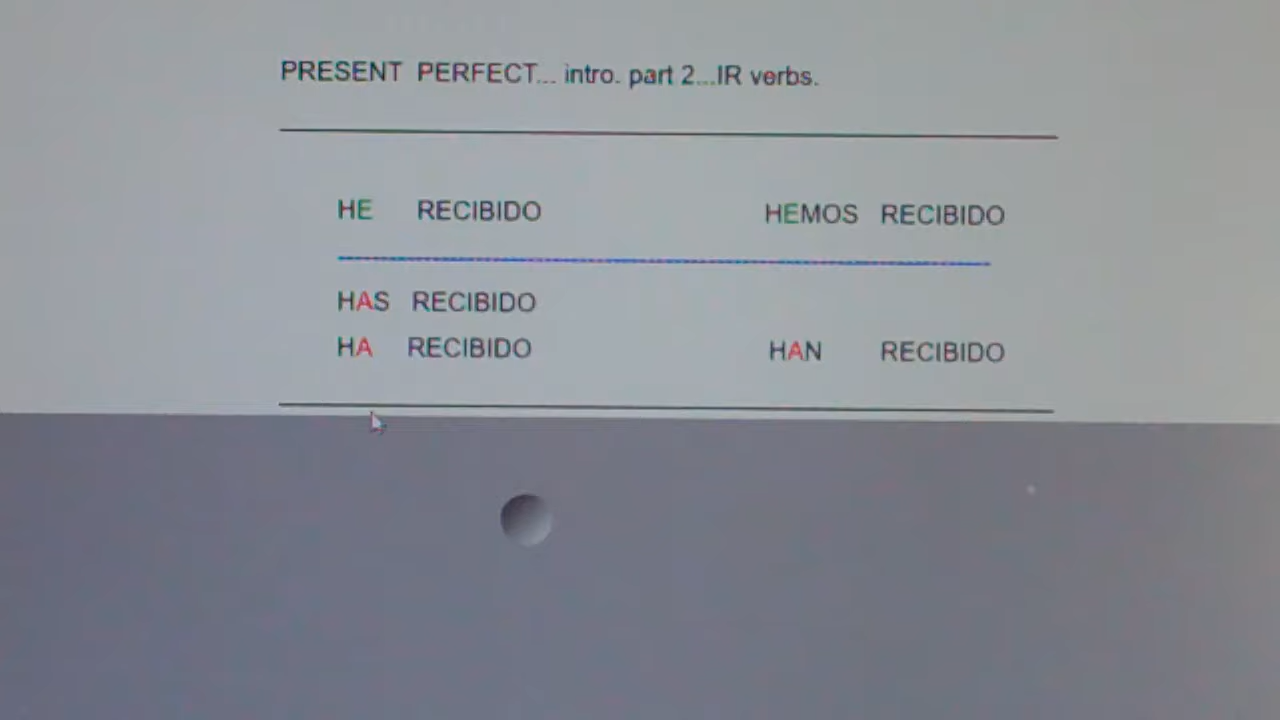 PRESENT PERFECT... intro. part 2...IR verbs.
HE RECIBIDO HEMOS RECIBIDO
HAS RECIBIDO
HA RECIBIDO HAN RECIBIDO